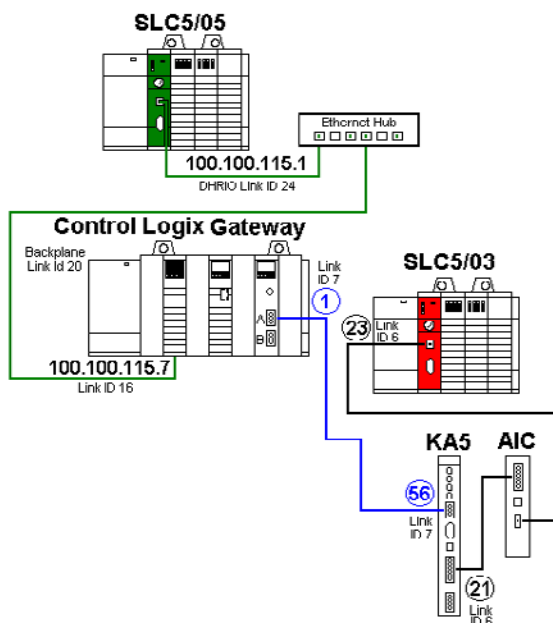 SLC5/05
Ethernet Hub
100.100.115.1
DHRIO Link ID 24
Control Logix Gateway
Backplane
Link Id 20
Link
ID 7
1
A
B
100.100.115.7
Link ID 16
SLC5/03
23
Link
ID 6
KA5
AIC
56
Link
ID 7
21
Link
ID 6